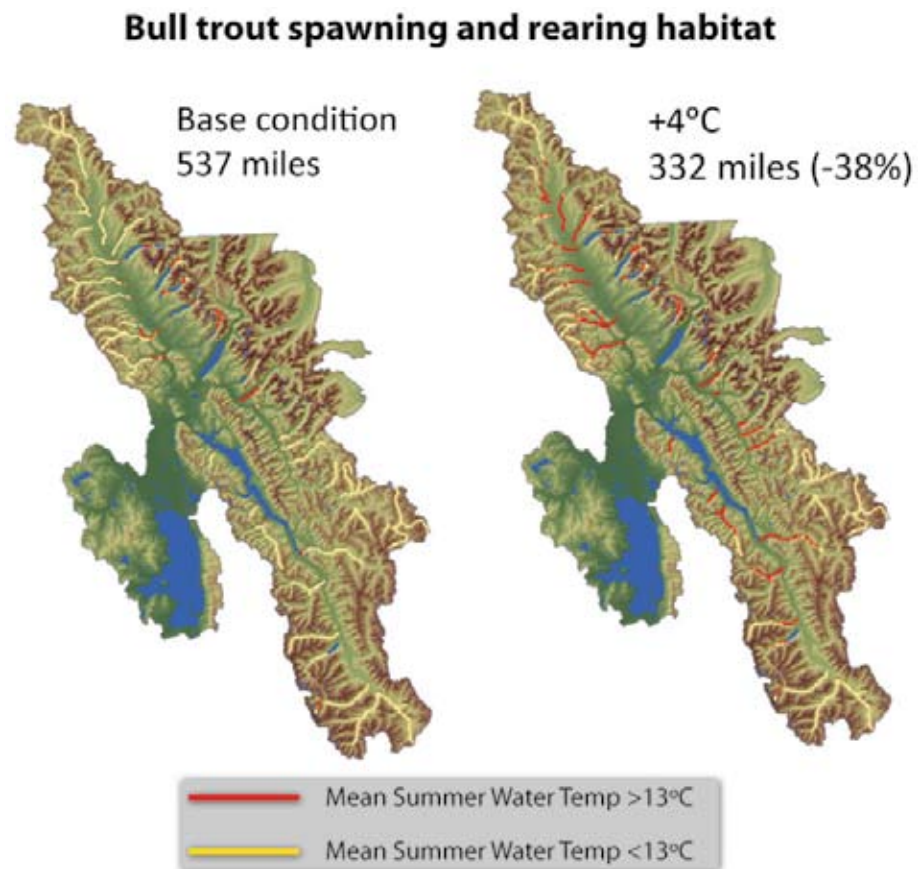 Bull trout spawning and rearing habitat
Base condition
537 miles
+4°C
332 miles (-38%)
Mean Summer Water Temp >13°C
Mean Summer Water Temp <13°C